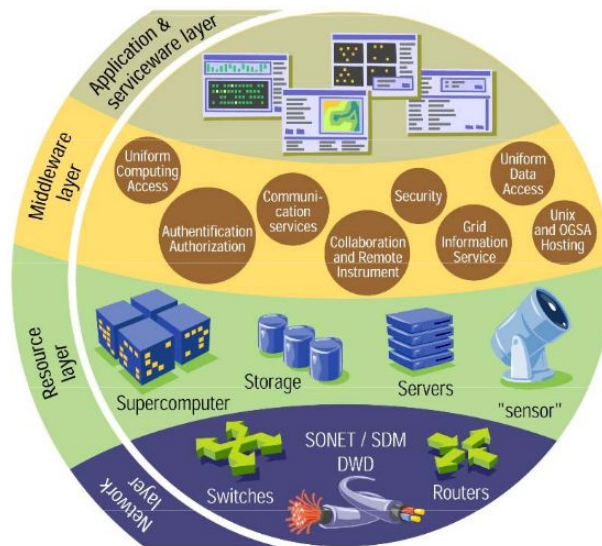 Application &
serviceware layer
Middleware layer
Uniform
Computing
Access
Authentification
Authorization
Communi-
cation
services
Collaboration
and Remote
Instrument
Security
Grid
Information
Service
Uniform
Data
Access
Unix
and OGSA
Hosting
Resource
layer
Supercomputer
Storage
Servers
"sensor"
Network
layer
Switches
SONET / SDM
DWD
Routers